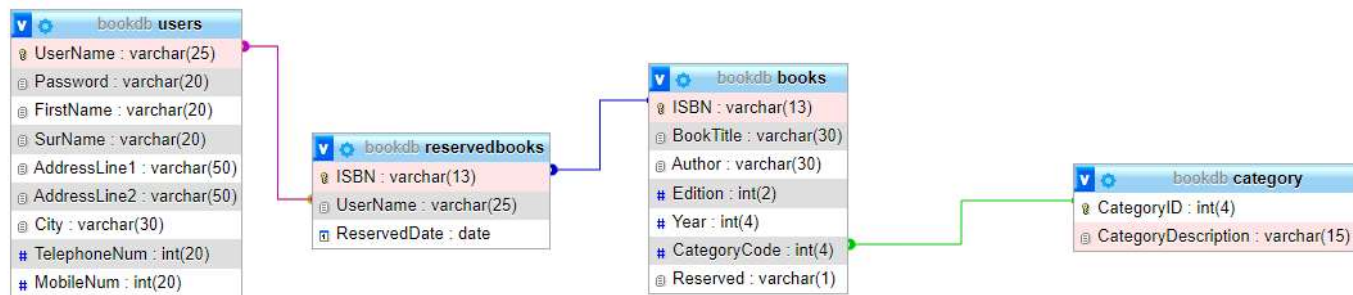 bookdb users
UserName : varchar(25)
Password : varchar(20)
FirstName : varchar(20)
SurName : varchar(20)
AddressLine1 : varchar(50)
AddressLine2 : varchar(50)
City : varchar(30)
# TelephoneNum : int(20)
# MobileNum : int(20)
bookdb reservedbooks
ISBN : varchar(13)
UserName : varchar(25)
ReservedDate : date
bookdb books
ISBN : varchar(13)
BookTitle : varchar(30)
Author : varchar(30)
# Edition : int(2)
# Year : int(4)
# CategoryCode : int(4)
Reserved : varchar(1)
bookdb category
CategoryID : int(4)
CategoryDescription : varchar(15)